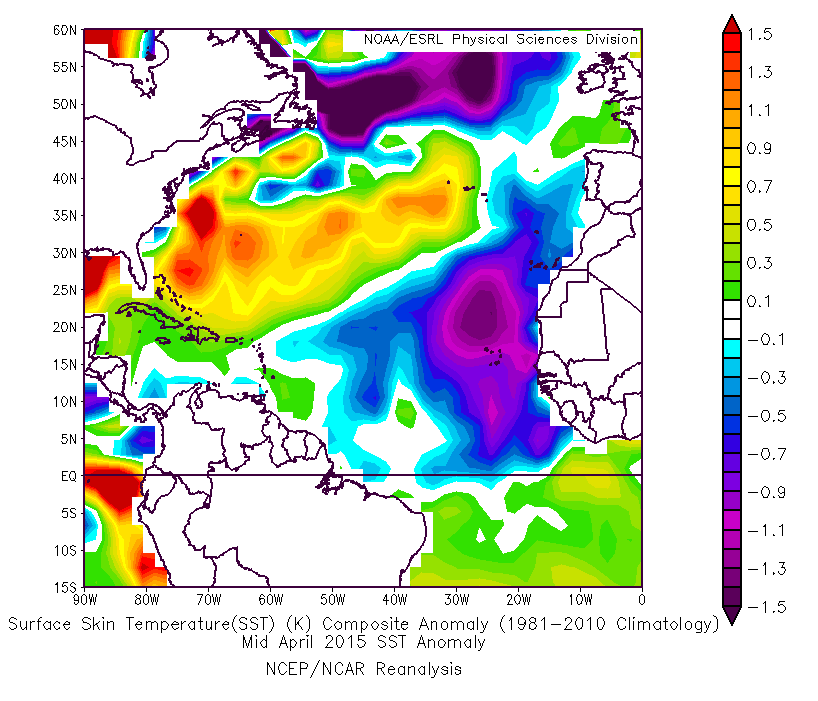 NOAA/ESRL Physical Sciences Division
60N
55N
50N
45N
40N
35N
30N
25N
20N
15N
10N
5N
EQ
5S
10S
15S
90W 80W 70W 60W 50W 40W 30W 20W 10W 0
1.5
1.3
1.1
0.9
0.7
0.5
0.3
0.1
−0.1
−0.3
−0.5
−0.7
−0.9
−1.1
−1.3
−1.5
Surface Skin Temperature(SST) (K) Composite Anomaly (1981−2010 Climatology)
Mid April 2015 SST Anomaly
NCEP/NCAR Reanalysis